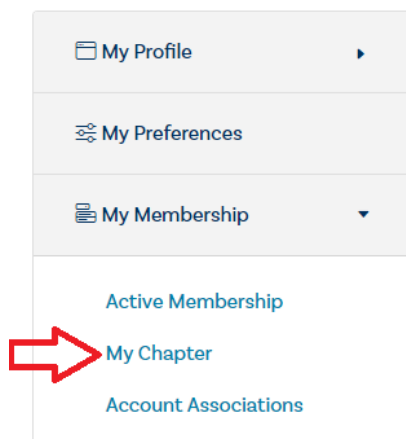 My Profile
My Preferences
My Membership
Active Membership
My Chapter
Account Associations